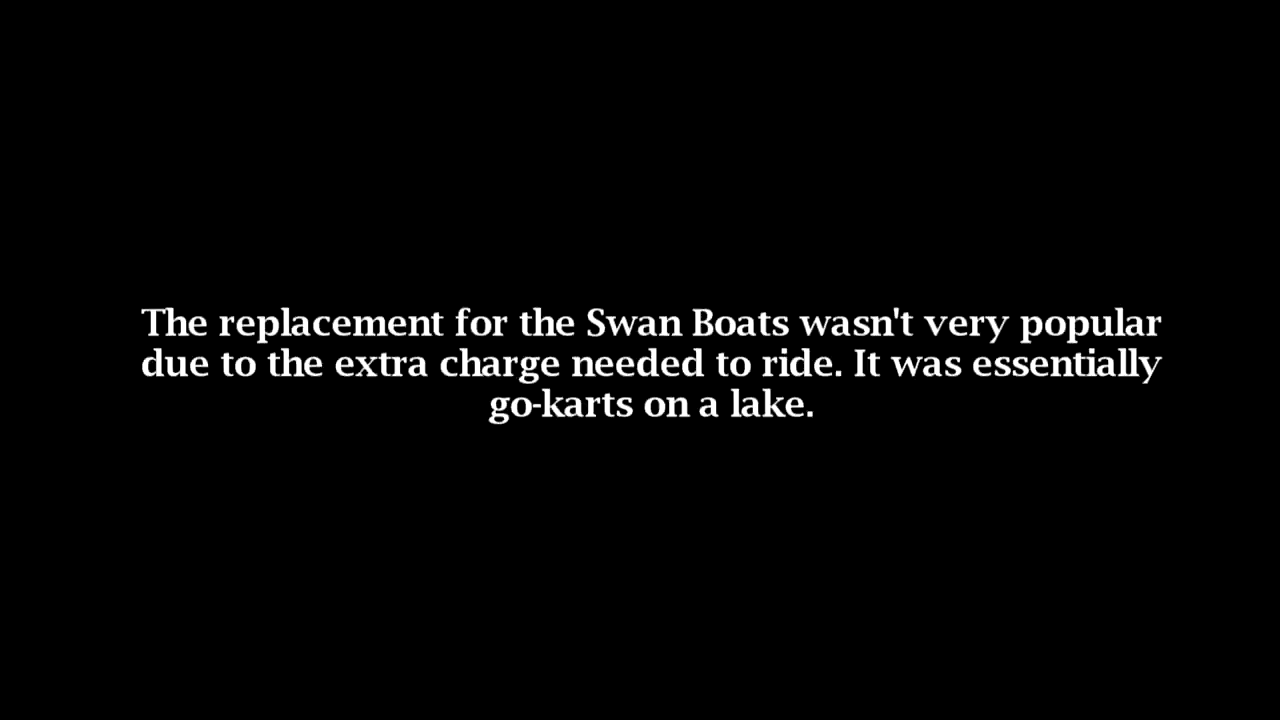 The replacement for the Swan Boats wasn't very popular
due to the extra charge needed to ride. It was essentially
go-karts on a lake.